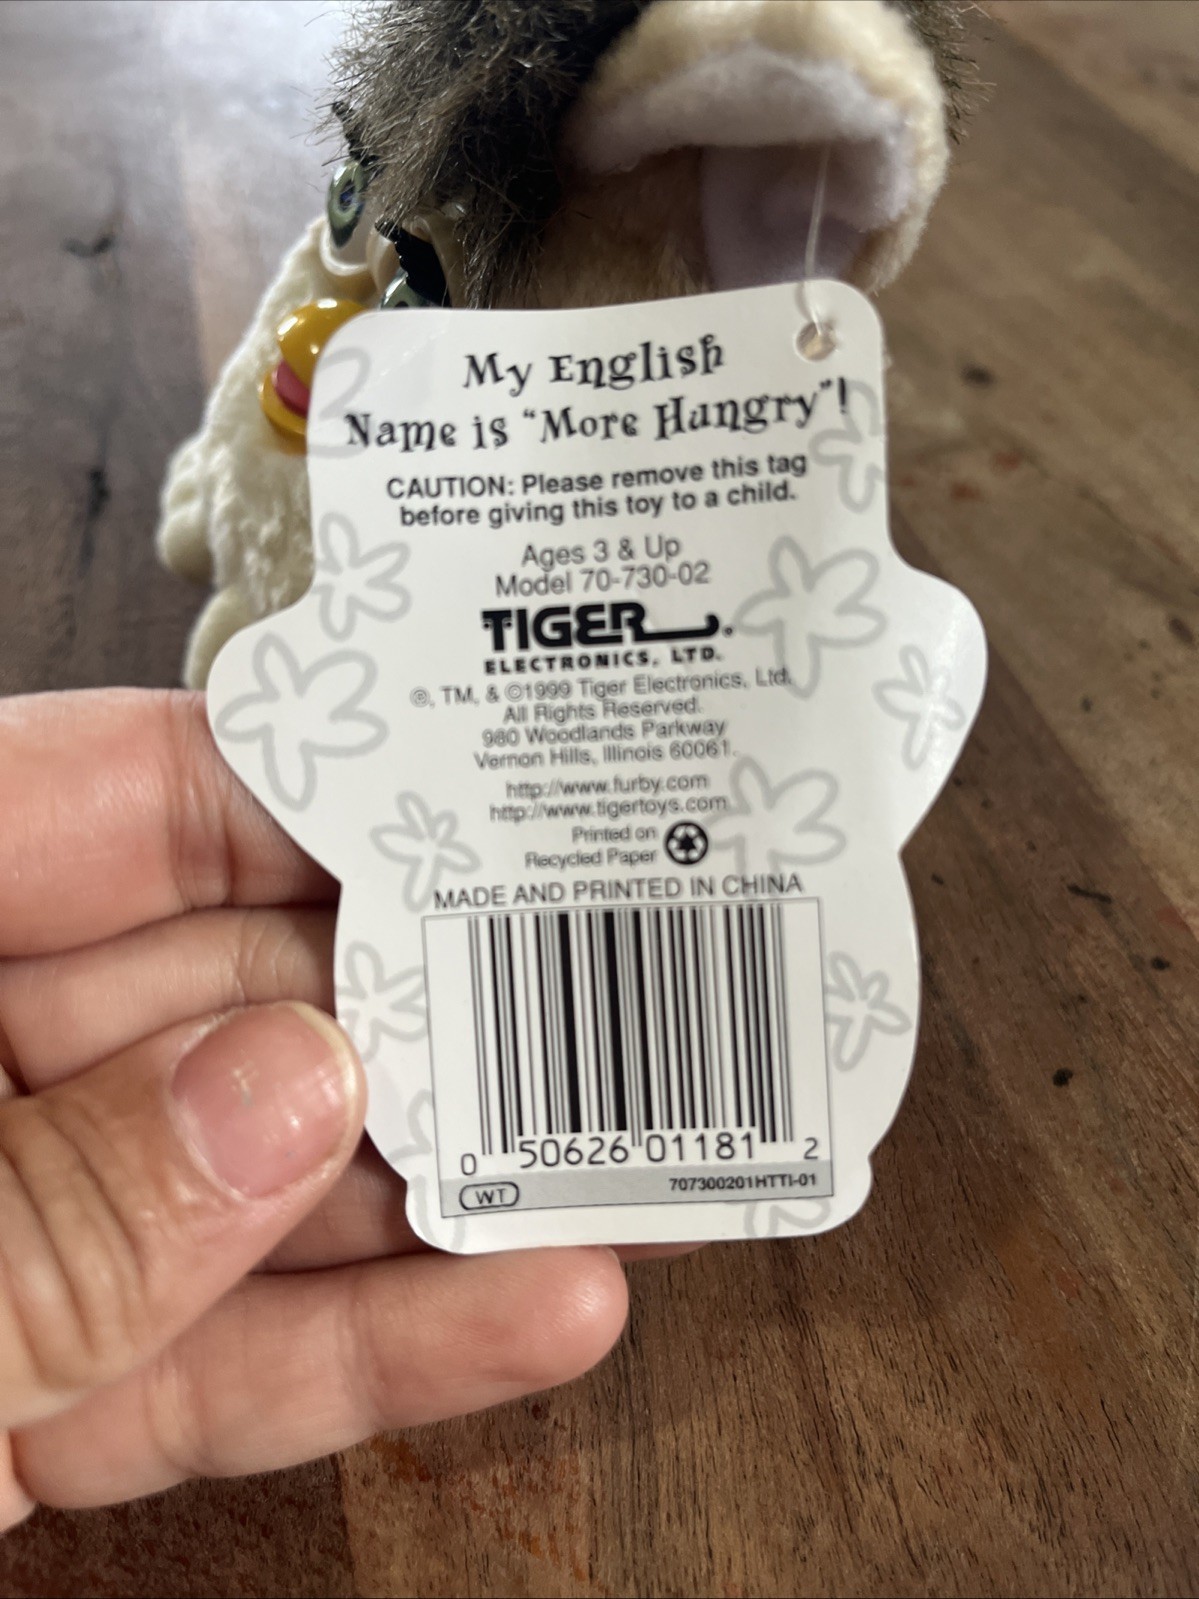 My English
Name is "More Hungry"!
CAUTION: Please remove this tag
before giving this toy to a child.
Ages 3 & Up
Model 70-730-02
TIGER
ELECTRONICS, LTD.
®, TM, & ©1999 Tiger Electronics, Ltd.
All Rights Reserved.
980 Woodlands Parkway
Vernon Hills, Illinois 60061.
http://www.furby.com
http://www.tigertoys.com
Printed on
Recycled Paper
MADE AND PRINTED IN CHINA
0 50626 01181 2
WT 707300201HTTI-01